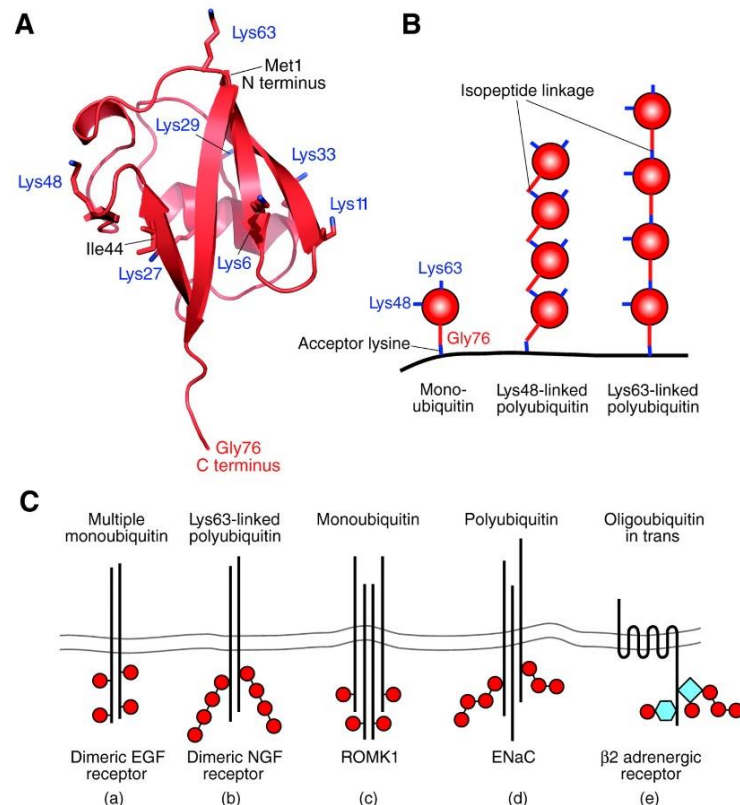 A
Lys63
Met1
N terminus
Lys29
Lys33
Lys48
Lys11
Ile44
Lys27
Lys6
Gly76
C terminus
B
Isopeptide linkage
Lys63
Lys48
Gly76
Acceptor lysine
Mono-
ubiquitin
Lys48-linked
polyubiquitin
Lys63-linked
polyubiquitin
C
Multiple
monoubiquitin
Lys63-linked
polyubiquitin
Monoubiquitin
Polyubiquitin
Oligoubiquitin
in trans
Dimeric EGF
receptor
(a)
Dimeric NGF
receptor
(b)
ROMK1
(c)
ENaC
(d)
β2 adrenergic
receptor
(e)